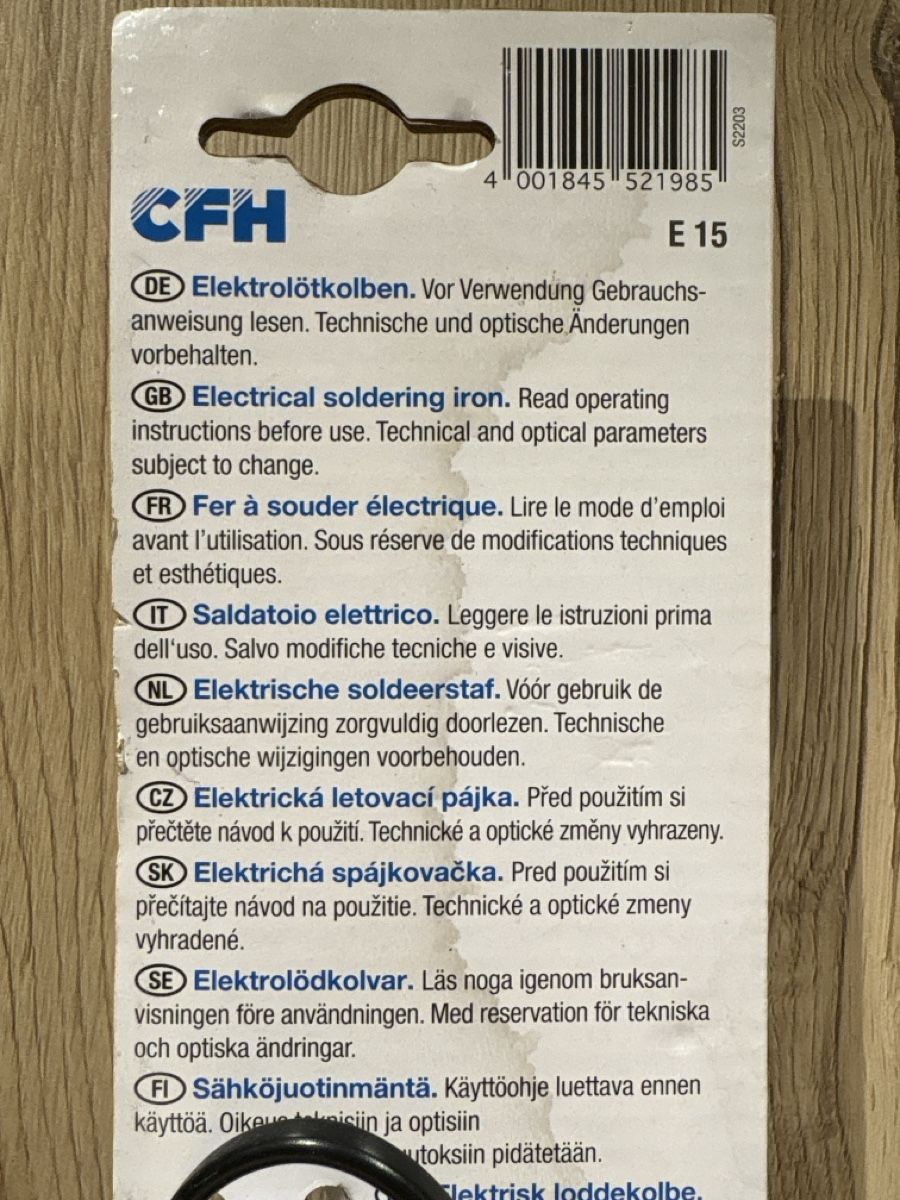 S2203
4 001845 521985
CFH
E 15
DE Elektrolötkolben. Vor Verwendung Gebrauchs-
anweisung lesen. Technische und optische Änderungen
vorbehalten.
GB Electrical soldering iron. Read operating
instructions before use. Technical and optical parameters
subject to change.
FR Fer à souder électrique. Lire le mode d'emploi
avant l'utilisation. Sous réserve de modifications techniques
et esthétiques.
IT Saldatoio elettrico. Leggere le istruzioni prima
dell‘uso. Salvo modifiche tecniche e visive.
NL Elektrische soldeerstaf. Vóór gebruik de
gebruiksaanwijzing zorgvuldig doorlezen. Technische
en optische wijzigingen voorbehouden.
CZ Elektrická letovací pájka. Před použitím si
přečtěte návod k použití. Technické a optické změny vyhrazeny.
SK Elektrichá spájkovačka. Pred použitím si
přečítajte návod na použitie. Technické a optické zmeny
vyhradené.
SE Elektrolödkolvar. Läs noga igenom bruksan-
visningen före användningen. Med reservation för tekniska
och optiska ändringar.
FI Sähköjuotinmäntä. Käyttöohje luettava ennen
käyttöä. ja optisiin
pidätetään.
loddekolbe.